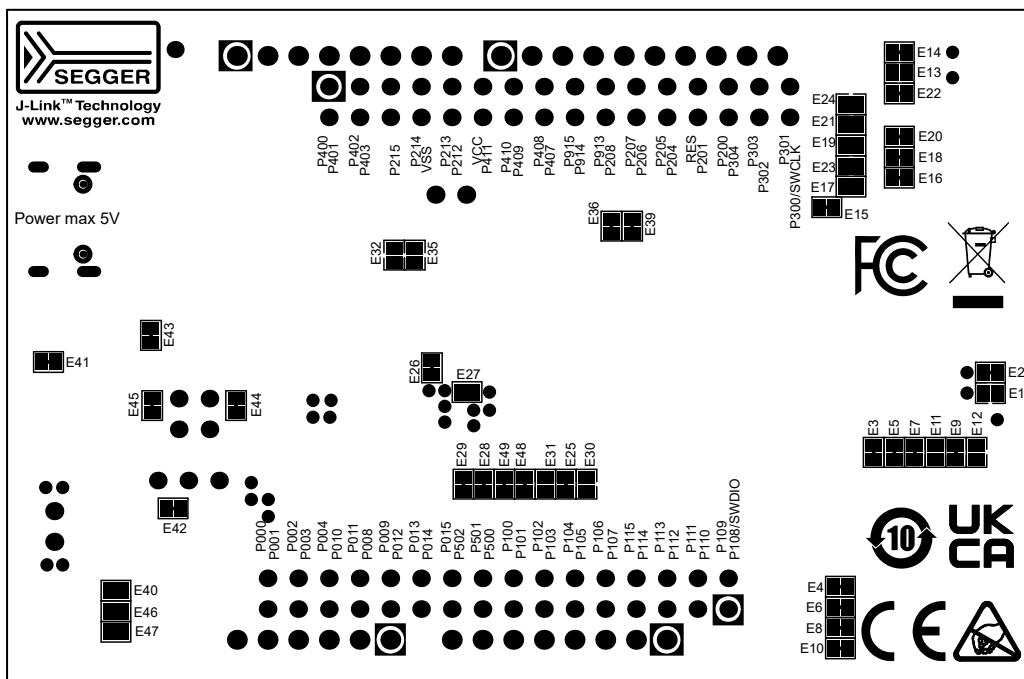 SEGGER
J-Link™ Technology
www.segger.com
Power max 5V
P400
P401
P402
P403
P215
P214
VSS
P213
P212
VCC
P411
P410
P409
P408
P407
P915
P914
P913
P208
P207
P206
P205
P204
RES
P201
P200
P304
P303
P302
P301
P300/SWCLK
E14
E13
E22
E24
E21
E19
E23
E17
E20
E18
E16
E15
E36
E39
E32
E35
FC
E43
E41
E26
E27
E45
E44
E2
E1
E3
E5
E7
E11
E9
E12
E29
E28
E49
E48
E31
E25
E30
E42
P000
P001
P002
P003
P004
P010
P011
P008
P009
P012
P013
P014
P015
P502
P501
P500
P100
P101
P102
P103
P104
P105
P106
P107
P115
P114
P113
P112
P111
P110
P109
P108/SWDIO
10
UK
CA
E40
E46
E47
E4
E6
E8
E10
CE